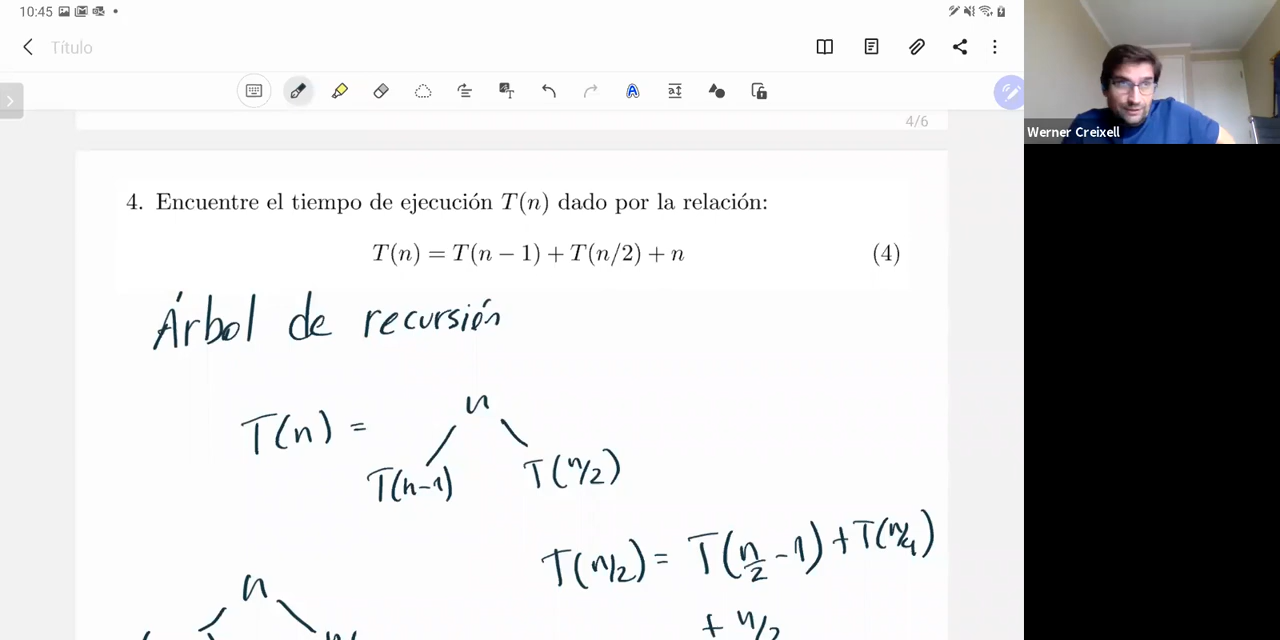 10:45
Título
4/6
4. Encuentre el tiempo de ejecución T(n) dado por la relación:
T(n) = T(n − 1) + T(n/2) + n (4)
Árbol de recursión
n
T(n) =
T(n-1) T(n/2)
T(n/2) = T(n/2 - 1) + T(n/4)
n
+ n/2
Werner Creixell